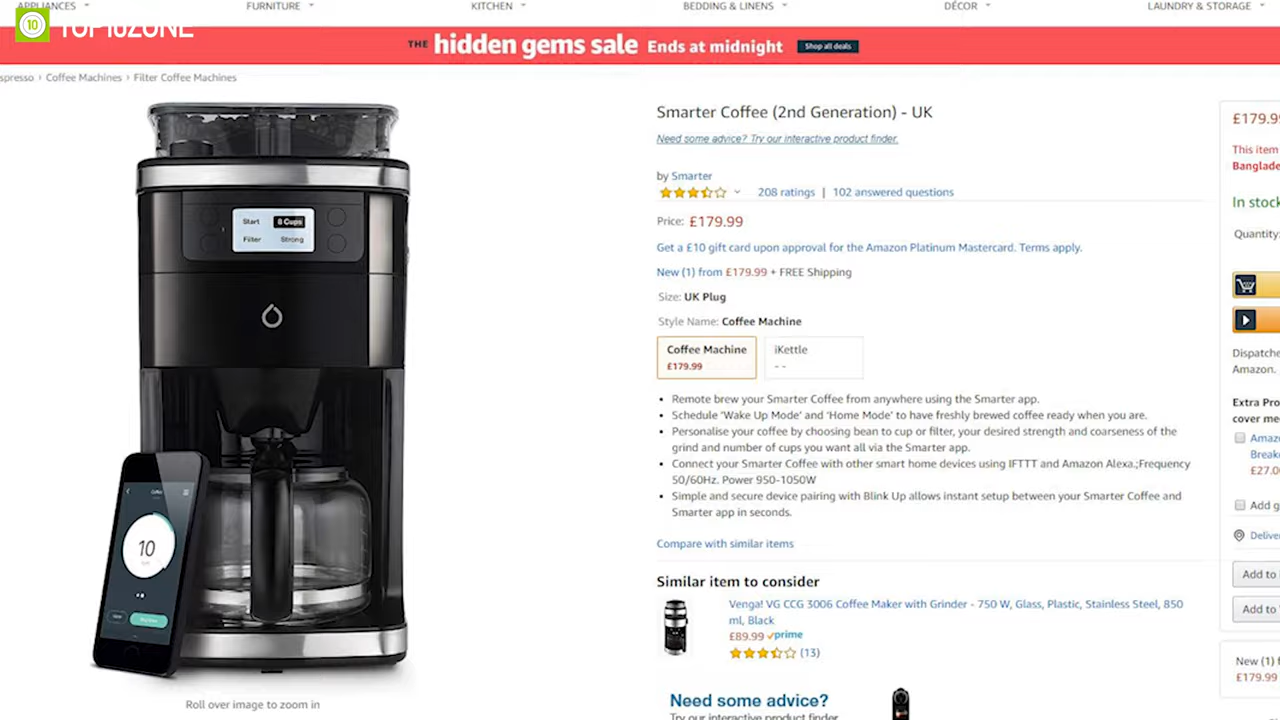 APPLIANCES
FURNITURE
KITCHEN
BEDDING & LINENS
DÉCOR
LAUNDRY & STORAGE
10 TOP10ZONE
THE hidden gems sale Ends at midnight Shop all deals
spresso › Coffee Machines › Filter Coffee Machines
Start 8 Cups
Filter Strong
Coffee
10
Roll over image to zoom in
Smarter Coffee (2nd Generation) - UK
Need some advice? Try our interactive product finder.
by Smarter
208 ratings | 102 answered questions
Price: £179.99
Get a £10 gift card upon approval for the Amazon Platinum Mastercard. Terms apply.
New (1) from £179.99 + FREE Shipping
Size: UK Plug
Style Name: Coffee Machine
Coffee Machine
£179.99
iKettle
- -
• Remote brew your Smarter Coffee from anywhere using the Smarter app.
• Schedule 'Wake Up Mode' and 'Home Mode' to have freshly brewed coffee ready when you are.
• Personalise your coffee by choosing bean to cup or filter, your desired strength and coarseness of the
grind and number of cups you want all via the Smarter app.
• Connect your Smarter Coffee with other smart home devices using IFTTT and Amazon Alexa.;Frequency
50/60Hz. Power 950-1050W
• Simple and secure device pairing with Blink Up allows instant setup between your Smarter Coffee and
Smarter app in seconds.
Compare with similar items
Similar item to consider
Venga! VG CCG 3006 Coffee Maker with Grinder - 750 W, Glass, Plastic, Stainless Steel, 850
ml, Black
£89.99 prime
(13)
Need some advice?
Try our interactive product finder
£179.99
This item
Banglade
In stock
Quantity:
Dispatche
Amazon.
Extra Pro
cover me
Amazo
Break
£27.0
Add g
Deliver
Add to
Add to
New (1) f
£179.99